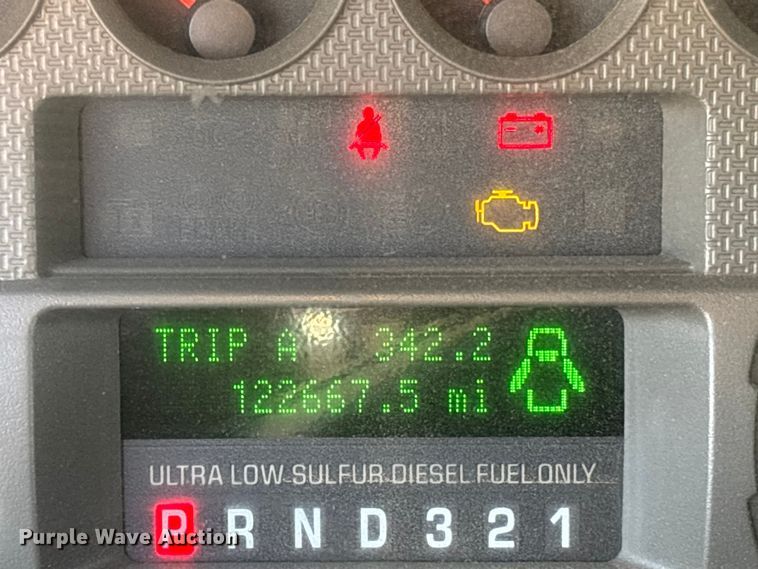 TRIP A 342.2
122667.5 mi
ULTRA LOW SULFUR DIESEL FUEL ONLY
P R N D 3 2 1
Purple Wave Auction